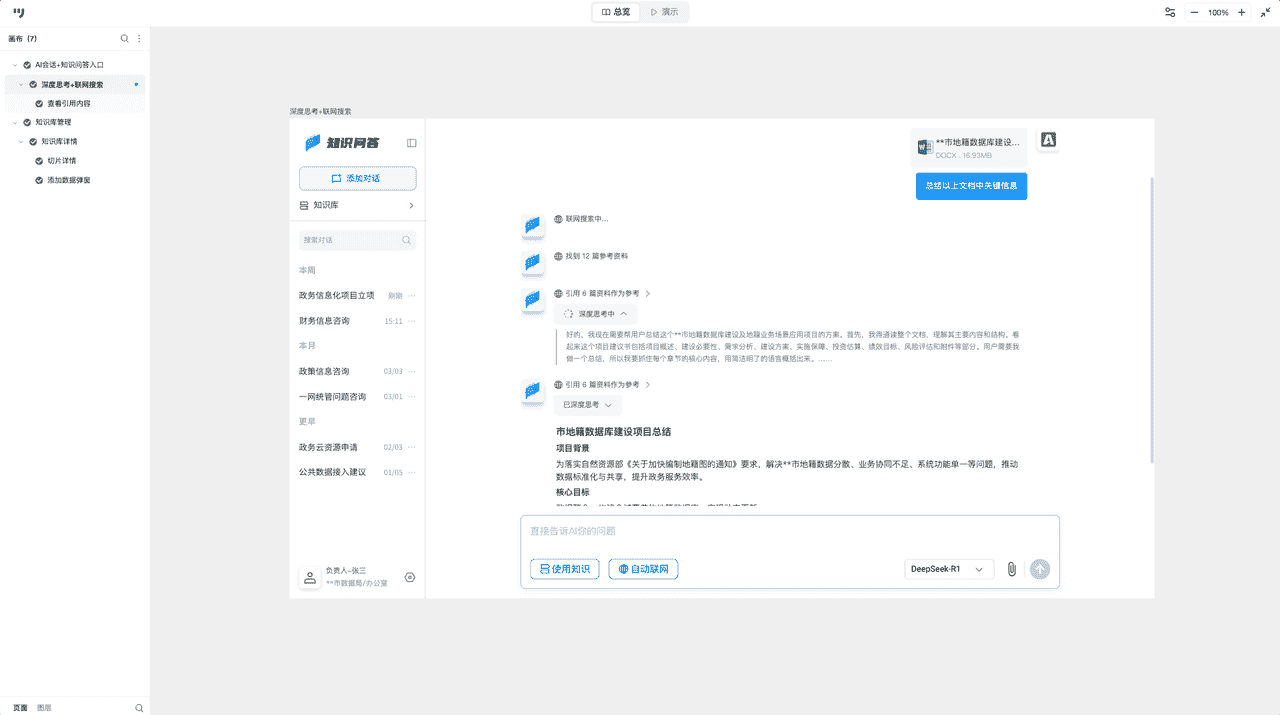 总览
演示
100%
画布 (7)
AI会话+知识问答入口
深度思考+联网搜索
查看引用内容
知识库管理
知识库详情
切片详情
添加数据弹窗
页面
图层
深度思考+联网搜索
知识问答
添加对话
知识库
搜索对话
本周
政务信息化项目立项 刚刚 ···
财务信息咨询 15:11 ···
本月
政策信息咨询 03/03 ···
一网统管问题咨询 03/01 ···
更早
政务云资源申请 02/03 ···
公共数据接入建议 01/05 ···
负责人-张三
**市数据局/办公室
**市地籍数据库建设...
DOCX · 16.93MB
A
总结以上文档中关键信息
联网搜索中...
找到 12 篇参考资料
引用 6 篇资料作为参考
深度思考中
好的，我现在需要帮用户总结这个**市地籍数据库建设及地籍业务场景应用项目的方案。首先，我得通读整个文档，理解其主要内容和结构。看
起来这个项目建议书包括项目概述、建设必要性、需求分析、建设方案、实施保障、投资估算、绩效目标、风险评估和附件等部分。用户需要我
做一个总结，所以我要抓住每个章节的核心内容，用简洁明了的语言概括出来。......
引用 6 篇资料作为参考
已深度思考
市地籍数据库建设项目总结
项目背景
为落实自然资源部《关于加快编制地籍图的通知》要求，解决**市地籍数据分散、业务协同不足、系统功能单一等问题，推动
数据标准化与共享，提升政务服务效率。
核心目标
直接告诉AI你的问题
使用知识
自动联网
DeepSeek-R1